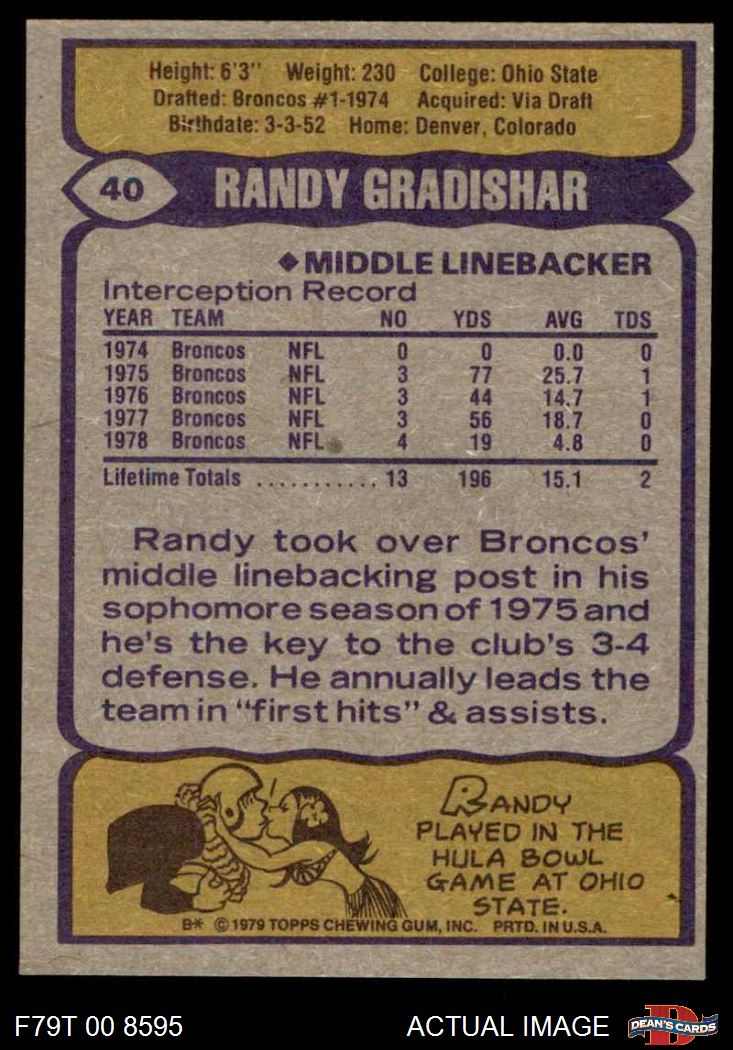 Height: 6'3" Weight: 230 College: Ohio State
Drafted: Broncos #1-1974 Acquired: Via Draft
Birthdate: 3-3-52 Home: Denver, Colorado
40 RANDY GRADISHAR
◆MIDDLE LINEBACKER
Interception Record
YEAR TEAM NO YDS AVG TDS
1974 Broncos NFL 0 0 0.0 0
1975 Broncos NFL 3 77 25.7 1
1976 Broncos NFL 3 44 14.7 1
1977 Broncos NFL 3 56 18.7 0
1978 Broncos NFL 4 19 4.8 0
Lifetime Totals ........... 13 196 15.1 2
Randy took over Broncos'
middle linebacking post in his
sophomore season of 1975 and
he's the key to the club's 3-4
defense. He annually leads the
team in "first hits" & assists.
RANDY
PLAYED IN THE
HULA BOWL
GAME AT OHIO
STATE.
B* © 1979 TOPPS CHEWING GUM, INC. PRTD. IN U.S.A.
F79T 00 8595 ACTUAL IMAGE D DEAN'S CARDS